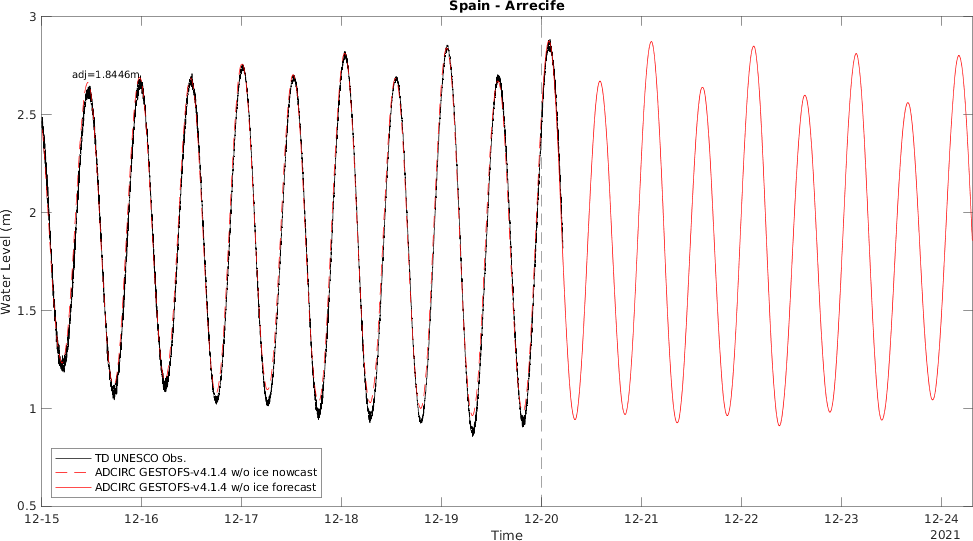 Spain - Arrecife
3
2.5
2
1.5
1
0.5
Water Level (m)
adj=1.8446m
TD UNESCO Obs.
ADCIRC GESTOFS-v4.1.4 w/o ice nowcast
ADCIRC GESTOFS-v4.1.4 w/o ice forecast
12-15 12-16 12-17 12-18 12-19 12-20 12-21 12-22 12-23 12-24
2021
Time